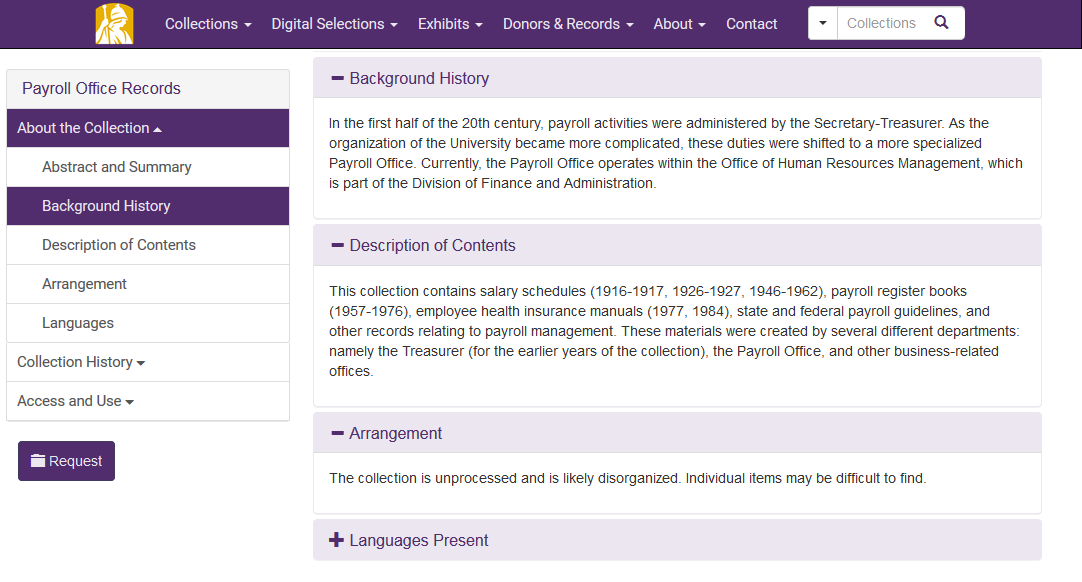 Collections Digital Selections Exhibits Donors & Records About Contact Collections
Payroll Office Records
About the Collection
Abstract and Summary
Background History
Description of Contents
Arrangement
Languages
Collection History
Access and Use
Request
Background History
In the first half of the 20th century, payroll activities were administered by the Secretary-Treasurer. As the
organization of the University became more complicated, these duties were shifted to a more specialized
Payroll Office. Currently, the Payroll Office operates within the Office of Human Resources Management, which
is part of the Division of Finance and Administration.
Description of Contents
This collection contains salary schedules (1916-1917, 1926-1927, 1946-1962), payroll register books
(1957-1976), employee health insurance manuals (1977, 1984), state and federal payroll guidelines, and
other records relating to payroll management. These materials were created by several different departments:
namely the Treasurer (for the earlier years of the collection), the Payroll Office, and other business-related
offices.
Arrangement
The collection is unprocessed and is likely disorganized. Individual items may be difficult to find.
Languages Present